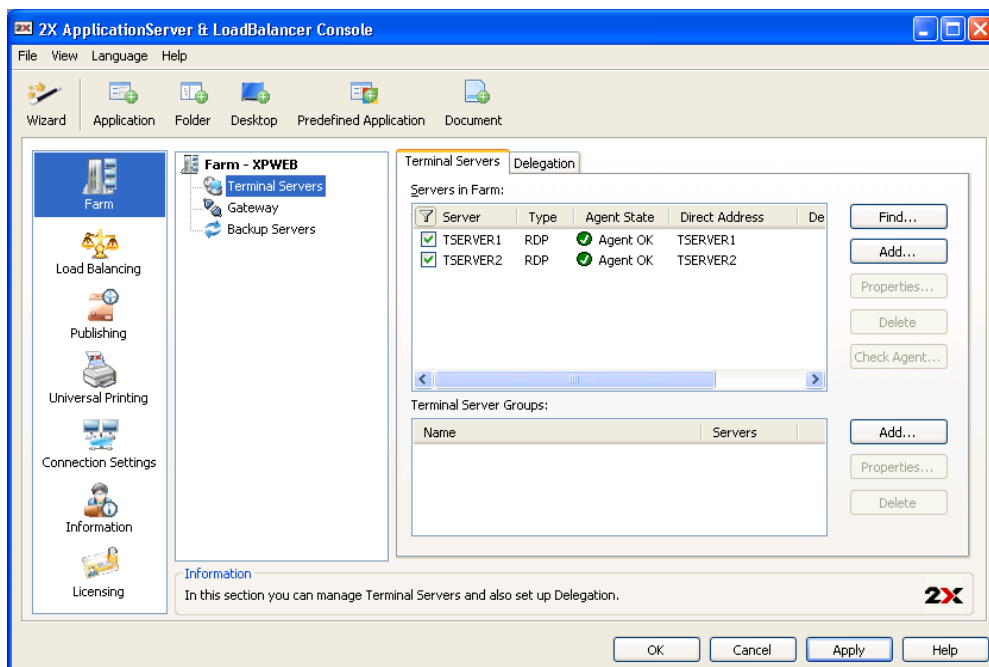 2X ApplicationServer & LoadBalancer Console
File View Language Help
Wizard Application Folder Desktop Predefined Application Document
Farm
Load Balancing
Publishing
Universal Printing
Connection Settings
Information
Licensing
Farm - XPWEB
Terminal Servers
Gateway
Backup Servers
Terminal Servers Delegation
Servers in Farm:
Server Type Agent State Direct Address De
TSERVER1 RDP Agent OK TSERVER1
TSERVER2 RDP Agent OK TSERVER2
Find...
Add...
Properties...
Delete
Check Agent...
Terminal Server Groups:
Name Servers
Add...
Properties...
Delete
Information
In this section you can manage Terminal Servers and also set up Delegation.
2X
OK Cancel Apply Help